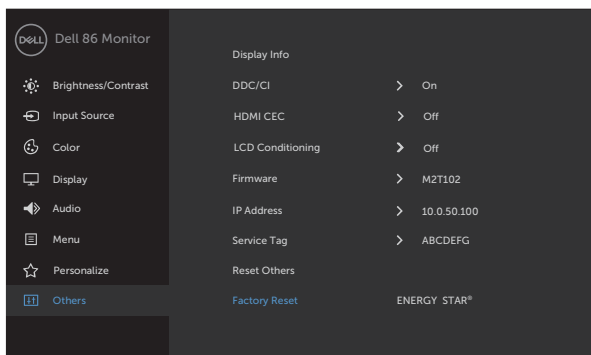 DELL Dell 86 Monitor
Display Info
Brightness/Contrast DDC/CI On
Input Source HDMI CEC Off
Color LCD Conditioning Off
Display Firmware M2T102
Audio IP Address 10.0.50.100
Menu Service Tag ABCDEFG
Personalize Reset Others
Others Factory Reset ENERGY STAR®